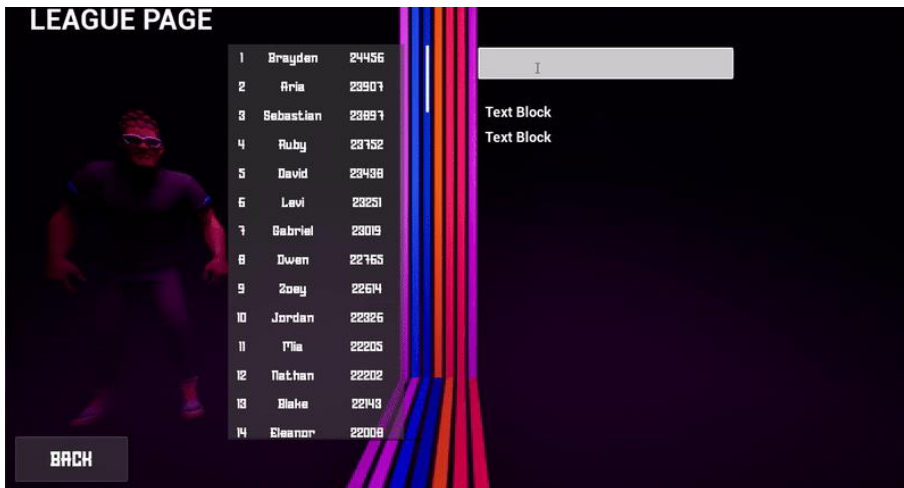 LEAGUE PAGE
1 Brayden 24456
2 Aria 23907
3 Sebastian 23897
4 Ruby 23752
5 David 23438
6 Levi 23251
7 Gabriel 23019
8 Owen 22765
9 Zoey 22614
10 Jordan 22326
11 Mia 22205
12 Nathan 22202
13 Blake 22143
14 Eleanor 22008
Text Block
Text Block
BACK